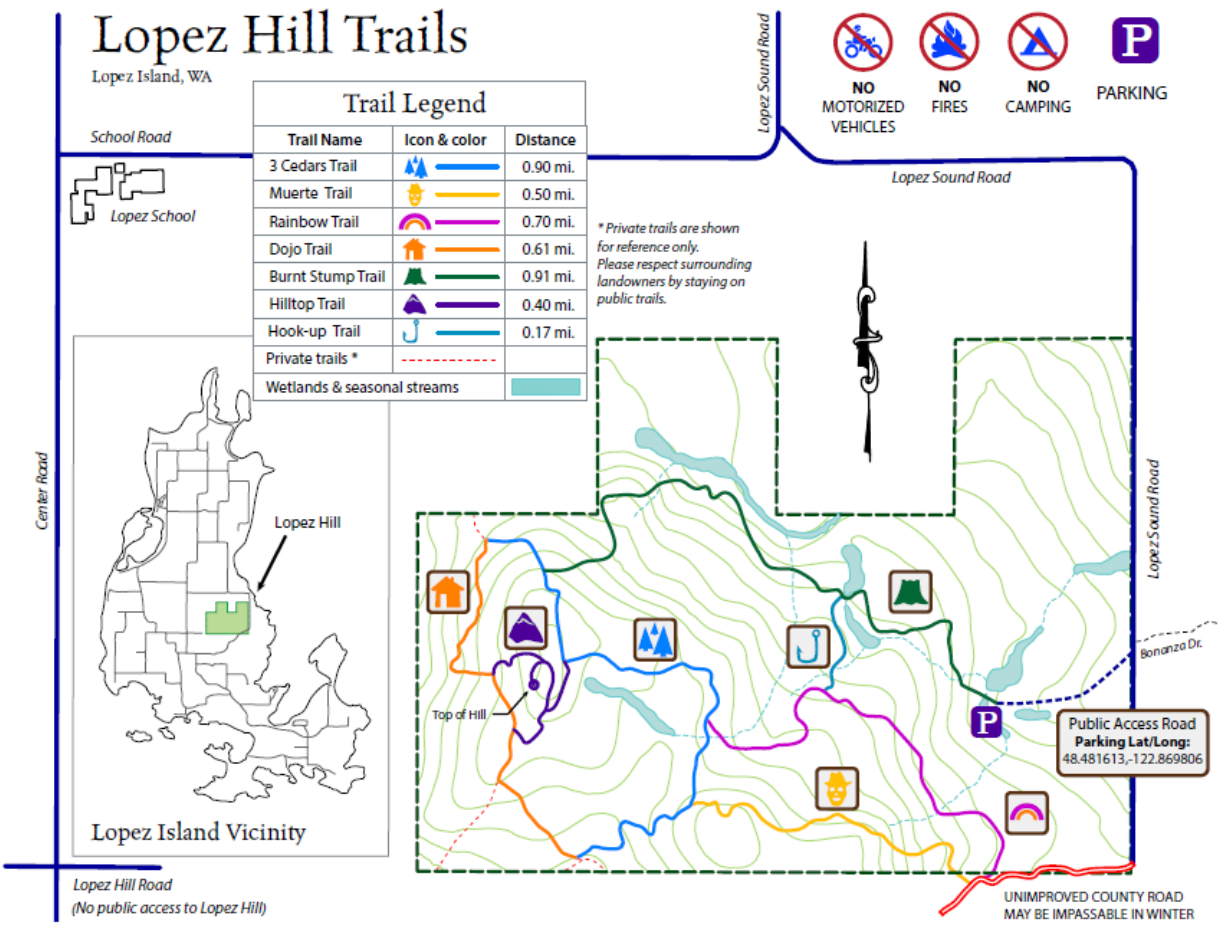 Lopez Hill Trails
Lopez Island, WA
School Road
Lopez School
Trail Legend
Trail Name Icon & color Distance
3 Cedars Trail 0.90 mi.
Muerte Trail 0.50 mi.
Rainbow Trail 0.70 mi.
Dojo Trail 0.61 mi.
Burnt Stump Trail 0.91 mi.
Hilltop Trail 0.40 mi.
Hook-up Trail 0.17 mi.
Private trails *
Wetlands & seasonal streams
* Private trails are shown
for reference only.
Please respect surrounding
landowners by staying on
public trails.
Lopez Sound Road
NO
MOTORIZED
VEHICLES
NO
FIRES
NO
CAMPING
P
PARKING
Lopez Sound Road
Center Road
Lopez Hill
Lopez Island Vicinity
Top of Hill
Lopez Sound Road
Bonanza Dr.
P
Public Access Road
Parking Lat/Long:
48.481613,-122.869806
Lopez Hill Road
(No public access to Lopez Hill)
UNIMPROVED COUNTY ROAD
MAY BE IMPASSABLE IN WINTER